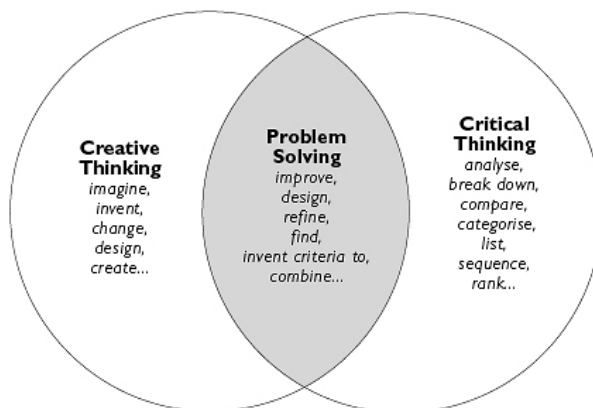 Creative
Thinking
imagine,
invent,
change,
design,
create...
Problem
Solving
improve,
design,
refine,
find,
invent criteria to,
combine...
Critical
Thinking
analyse,
break down,
compare,
categorise,
list,
sequence,
rank...